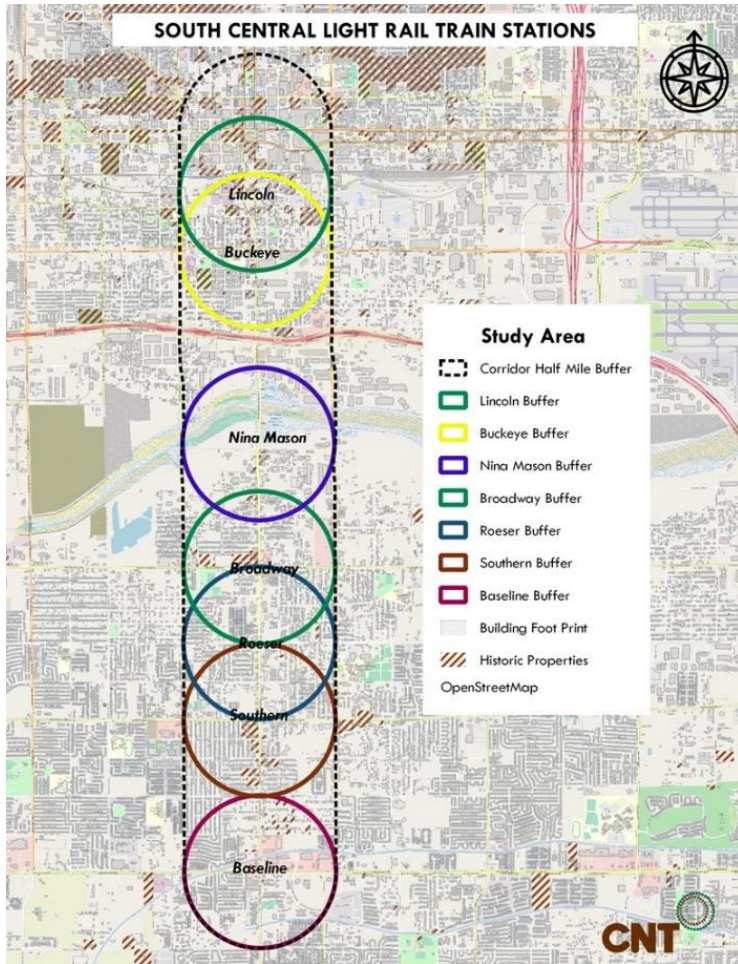 SOUTH CENTRAL LIGHT RAIL TRAIN STATIONS
Lincoln
Buckeye
Nina Mason
Broadway
Roeser
Southern
Baseline
Study Area
Corridor Half Mile Buffer
Lincoln Buffer
Buckeye Buffer
Nina Mason Buffer
Broadway Buffer
Roeser Buffer
Southern Buffer
Baseline Buffer
Building Foot Print
Historic Properties
OpenStreetMap
CNT